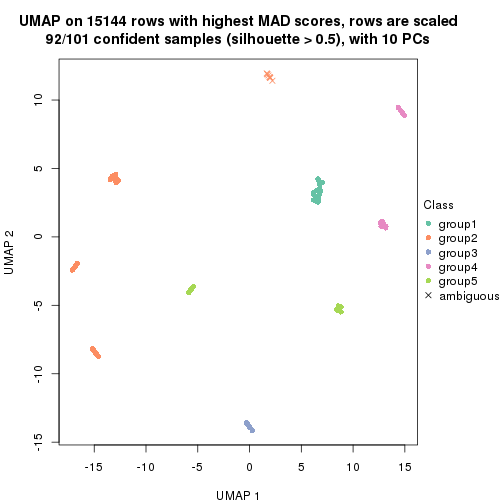 UMAP on 15144 rows with highest MAD scores, rows are scaled
92/101 confident samples (silhouette > 0.5), with 10 PCs
10
5
0
-5
-10
-15
UMAP 2
-15
-10
-5
0
5
10
15
UMAP 1
Class
group1
group2
group3
group4
group5
ambiguous